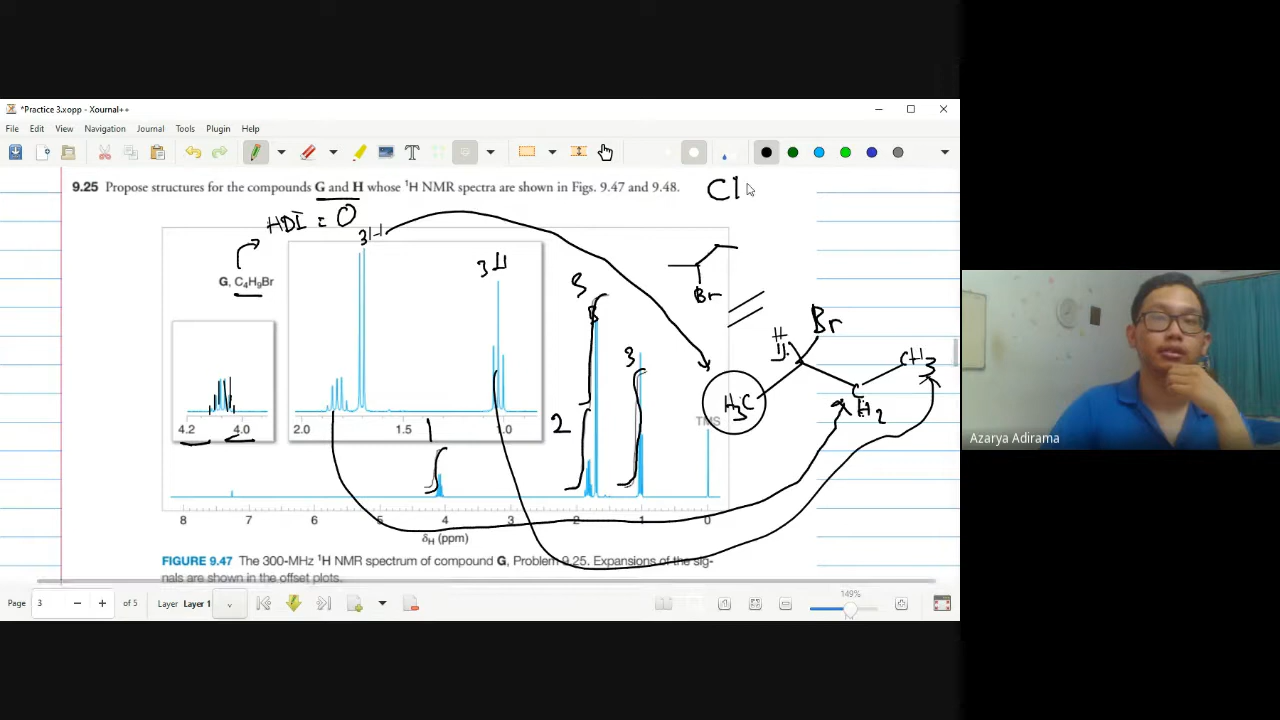 *Practice 3.xopp - Xournal++
File Edit View Navigation Journal Tools Plugin Help
9.25 Propose structures for the compounds G and H whose ¹H NMR spectra are shown in Figs. 9.47 and 9.48.
Cl
HDI = 0
3H
G, C₄H₉Br
3H
3
3
2
1
Br
Br
H
H₃C
CH₃
C
H₂
TMS
4.2 4.0
2.0 1.5 1.0
8 7 6 5 4 3 2 1 0
δH (ppm)
FIGURE 9.47 The 300-MHz ¹H NMR spectrum of compound G, Problem 9.25. Expansions of the sig-
nals are shown in the offset plots.
Page 3 of 5 Layer Layer 1
149%
Azarya Adirama